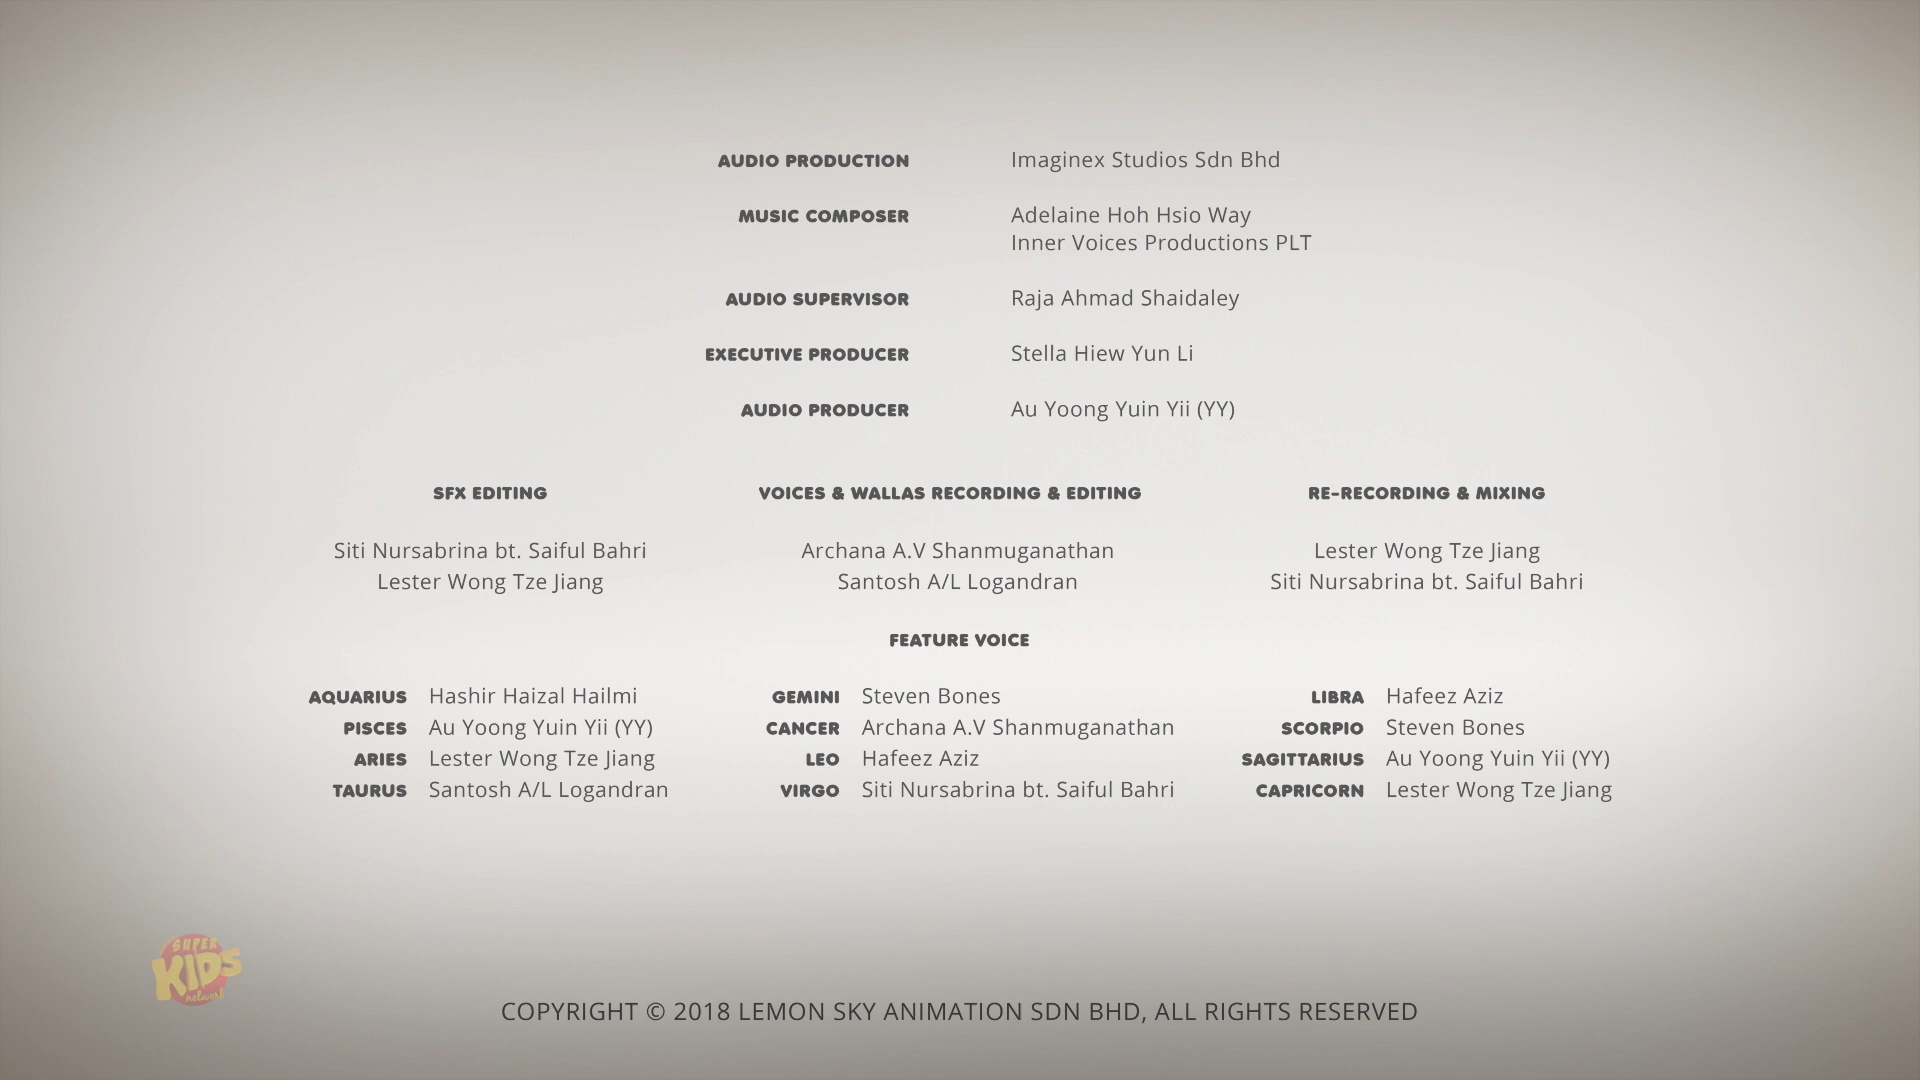 AUDIO PRODUCTION Imaginex Studios Sdn Bhd
MUSIC COMPOSER Adelaine Hoh Hsio Way
Inner Voices Productions PLT
AUDIO SUPERVISOR Raja Ahmad Shaidaley
EXECUTIVE PRODUCER Stella Hiew Yun Li
AUDIO PRODUCER Au Yoong Yuin Yii (YY)
SFX EDITING
Siti Nursabrina bt. Saiful Bahri
Lester Wong Tze Jiang
VOICES & WALLAS RECORDING & EDITING
Archana A.V Shanmuganathan
Santosh A/L Logandran
RE-RECORDING & MIXING
Lester Wong Tze Jiang
Siti Nursabrina bt. Saiful Bahri
FEATURE VOICE
AQUARIUS Hashir Haizal Hailmi
PISCES Au Yoong Yuin Yii (YY)
ARIES Lester Wong Tze Jiang
TAURUS Santosh A/L Logandran
GEMINI Steven Bones
CANCER Archana A.V Shanmuganathan
LEO Hafeez Aziz
VIRGO Siti Nursabrina bt. Saiful Bahri
LIBRA Hafeez Aziz
SCORPIO Steven Bones
SAGITTARIUS Au Yoong Yuin Yii (YY)
CAPRICORN Lester Wong Tze Jiang
SUPER
KIDS
network
COPYRIGHT © 2018 LEMON SKY ANIMATION SDN BHD, ALL RIGHTS RESERVED